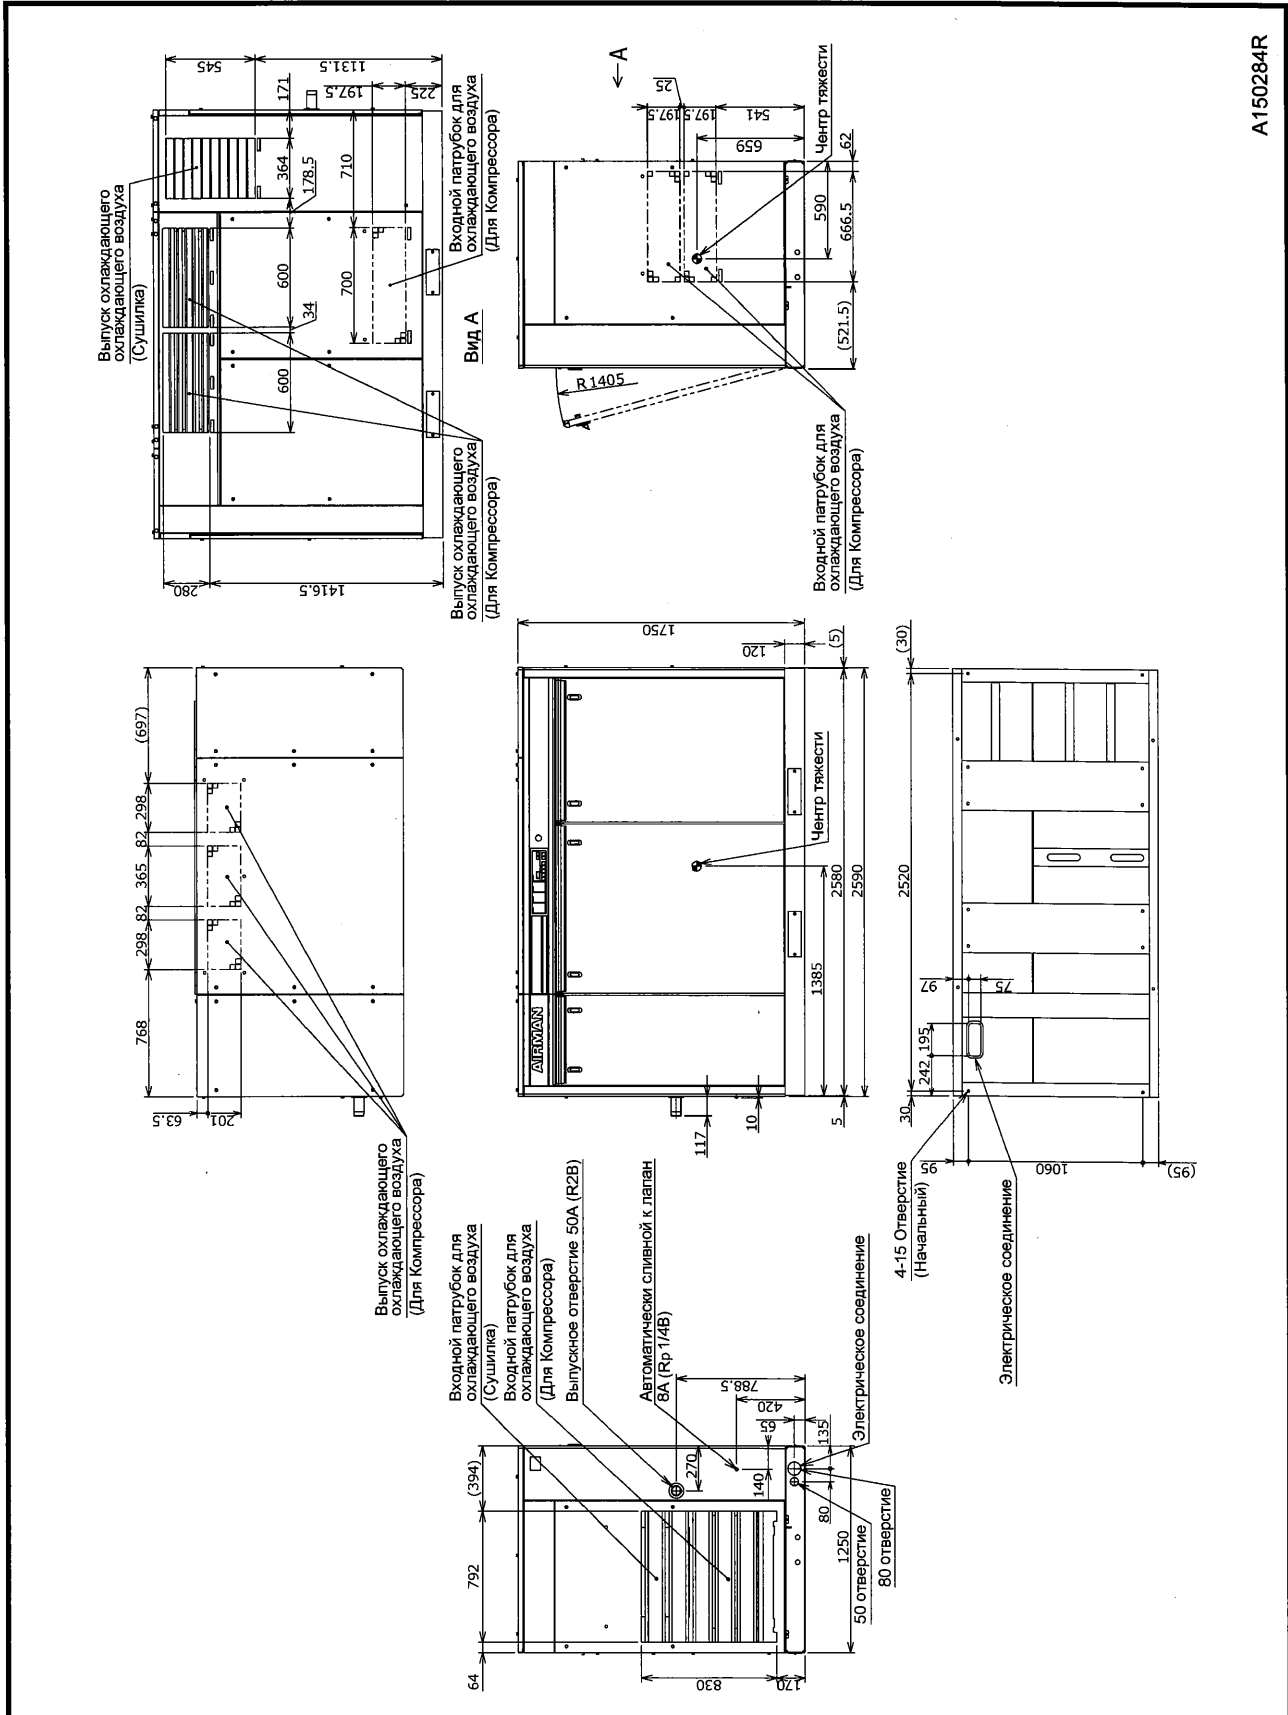 A150284R
Выпуск охлаждающего
охлаждающего воздуха
(Сушилка)
545
1131.5
171
364
178.5
197.5
225
710
600
700
34
600
280
1416.5
Входной патрубок для
охлаждающего воздуха
(Для Компрессора)
Вид А
Выпуск охлаждающего
охлаждающего воздуха
(Для Компрессора)
А
25
197.5
197.5
541
659
62
590
666.5
(521.5)
R 1405
Чентр тяжести
Входной патрубок для
охлаждающего воздуха
(Для Компрессора)
(697)
298
82
365
82
298
768
63.5
201
Выпуск охлаждающего
охлаждающего воздуха
(Для Компрессора)
1750
120
(5)
AIRMAN
Чентр тяжести
1385
2580
2590
117
10
5
(30)
2520
97
75
195
242
30
95
1060
(95)
4-15 Отверстие
(Начальный)
Электрическое соединение
Входной патрубок для
охлаждающего воздуха
(Сушилка)
Входной патрубок для
охлаждающего воздуха
(Для Компрессора)
Выпускное отверстие 50A (R2B)
Автоматически сливной к лапан
8A (Rp 1/4B)
788.5
420
65
135
(394)
270
140
792
80
1250
64
830
170
Электрическое соединение
80 отверстие
50 отверстие